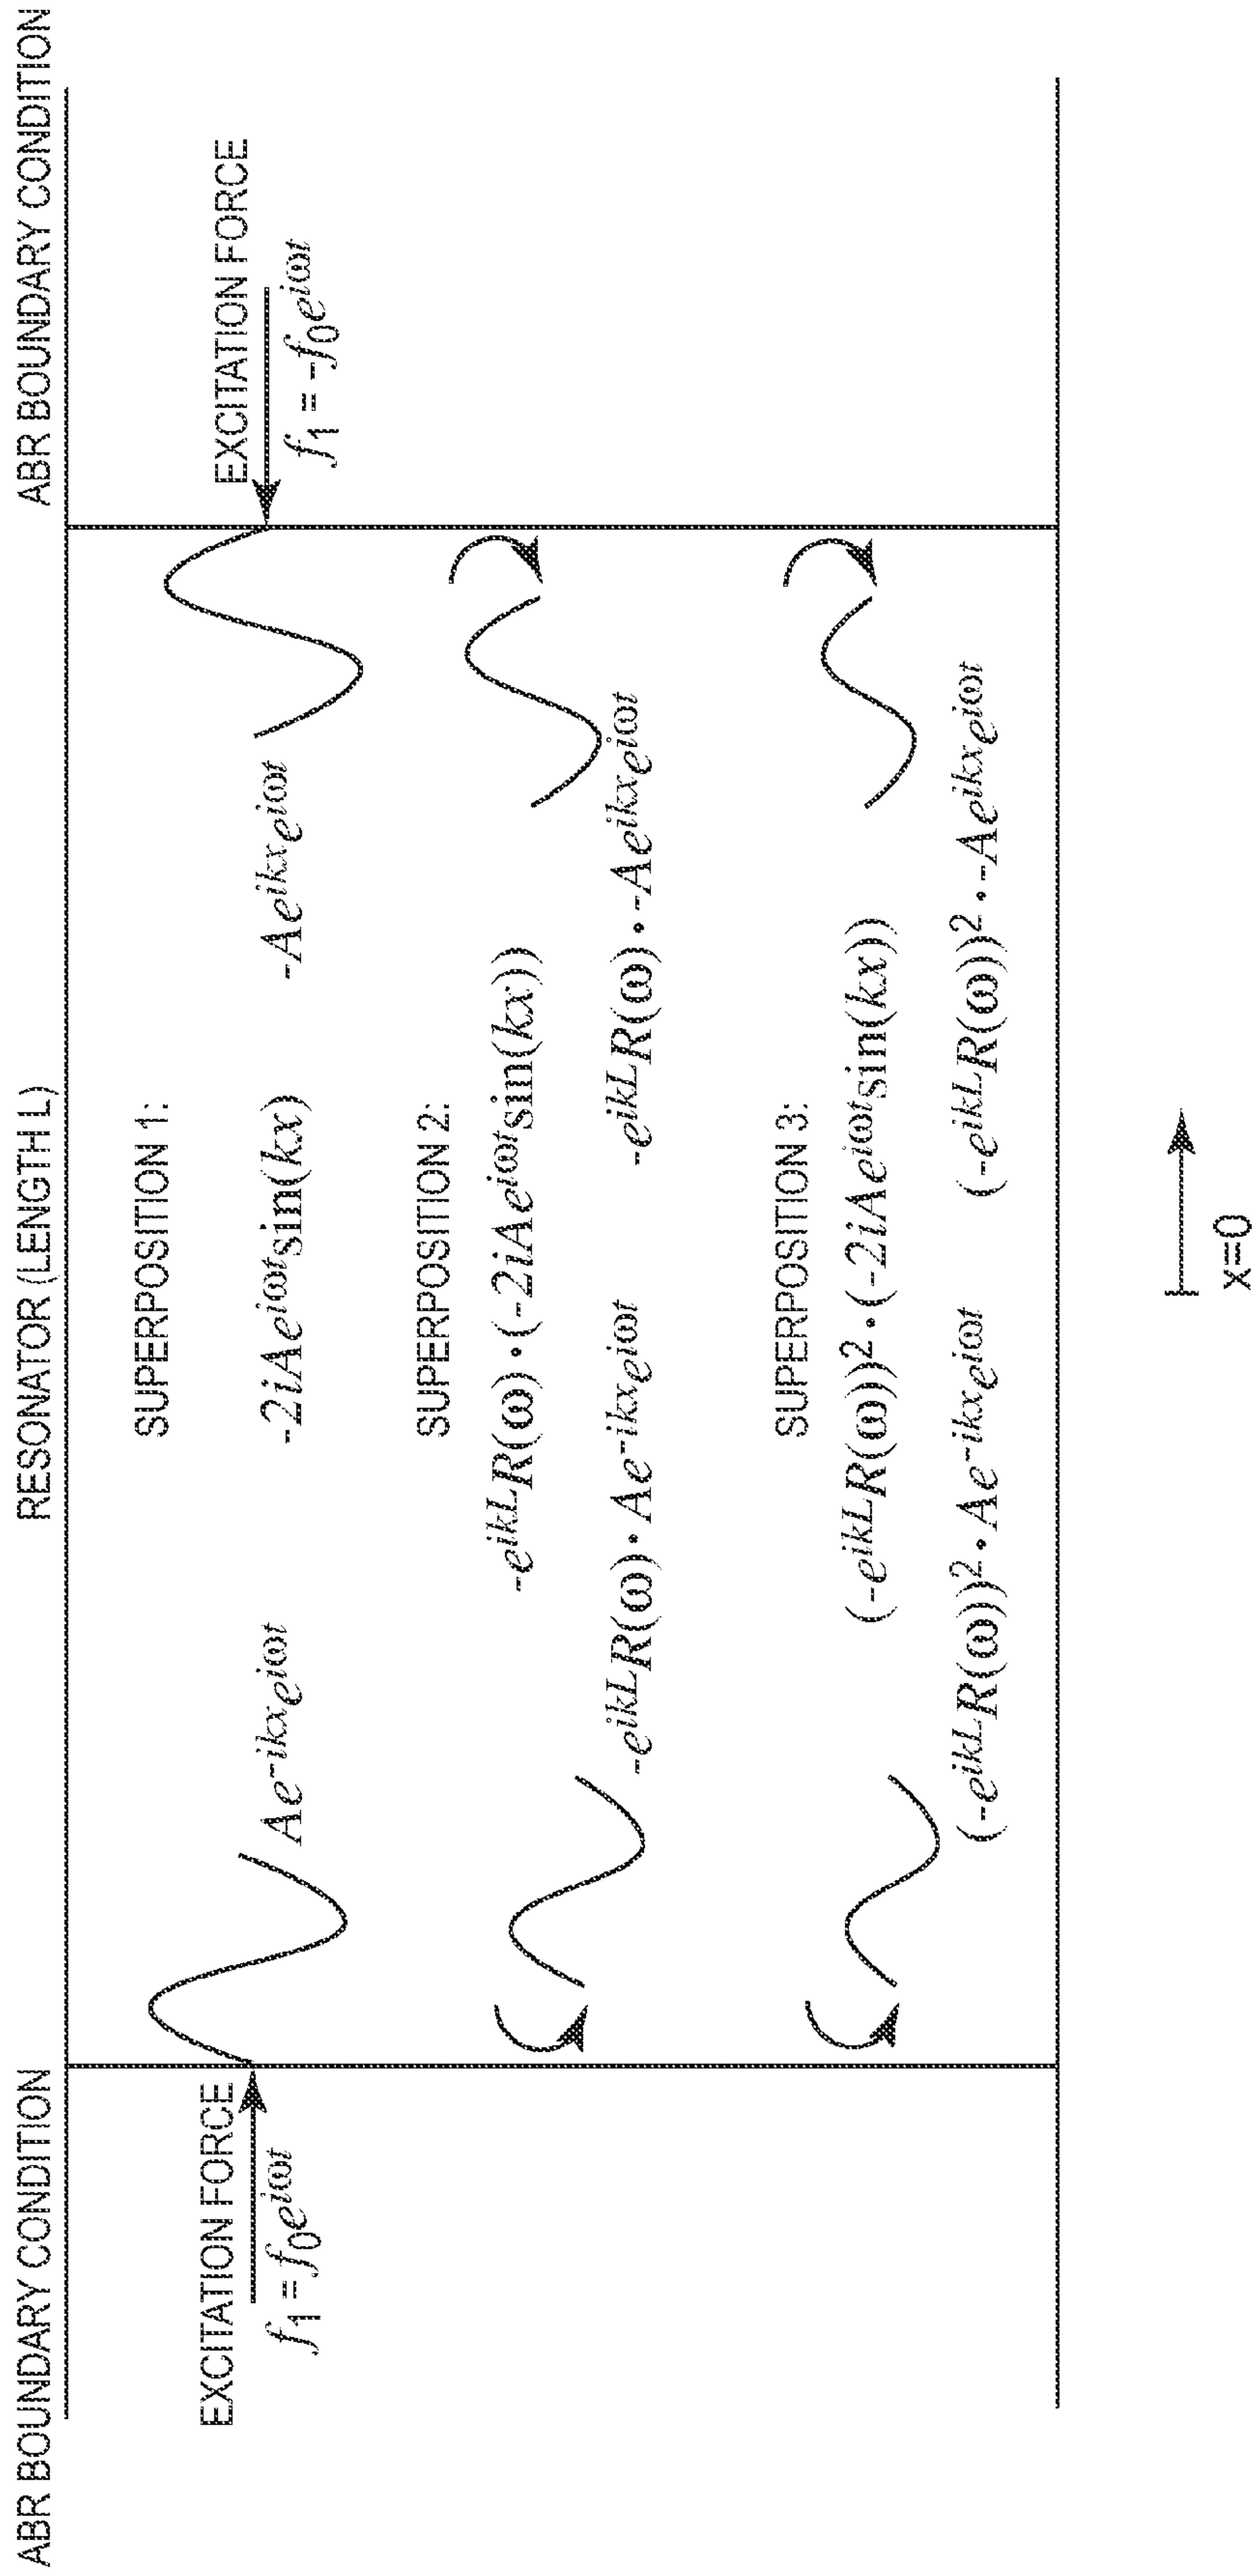 ABR BOUNDARY CONDITION
RESONATOR (LENGTH L)
ABR BOUNDARY CONDITION
EXCITATION FORCE
f₁ = f₀e^{iωt}
EXCITATION FORCE
f₁ = -f₀e^{iωt}
SUPERPOSITION 1:
Ae^{-ikx}e^{iωt}
-2iAe^{iωt}sin(kx)
-Ae^{ikx}e^{iωt}
SUPERPOSITION 2:
-e^{ikL}R(ω)·(-2iAe^{iωt}sin(kx)))
-e^{ikL}R(ω)·Ae^{-ikx}e^{iωt}
-e^{ikL}R(ω)·-Ae^{ikx}e^{iωt}
SUPERPOSITION 3:
(-e^{ikL}R(ω))²·(-2iAe^{iωt}sin(kx))
(-e^{ikL}R(ω))²·Ae^{-ikx}e^{iωt}
(-e^{ikL}R(ω))²·-Ae^{ikx}e^{iωt}
x=0